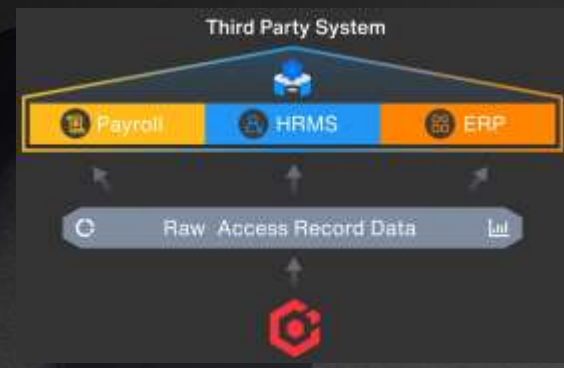 Third Party System
Payroll
HRMS
ERP
Raw Access Record Data